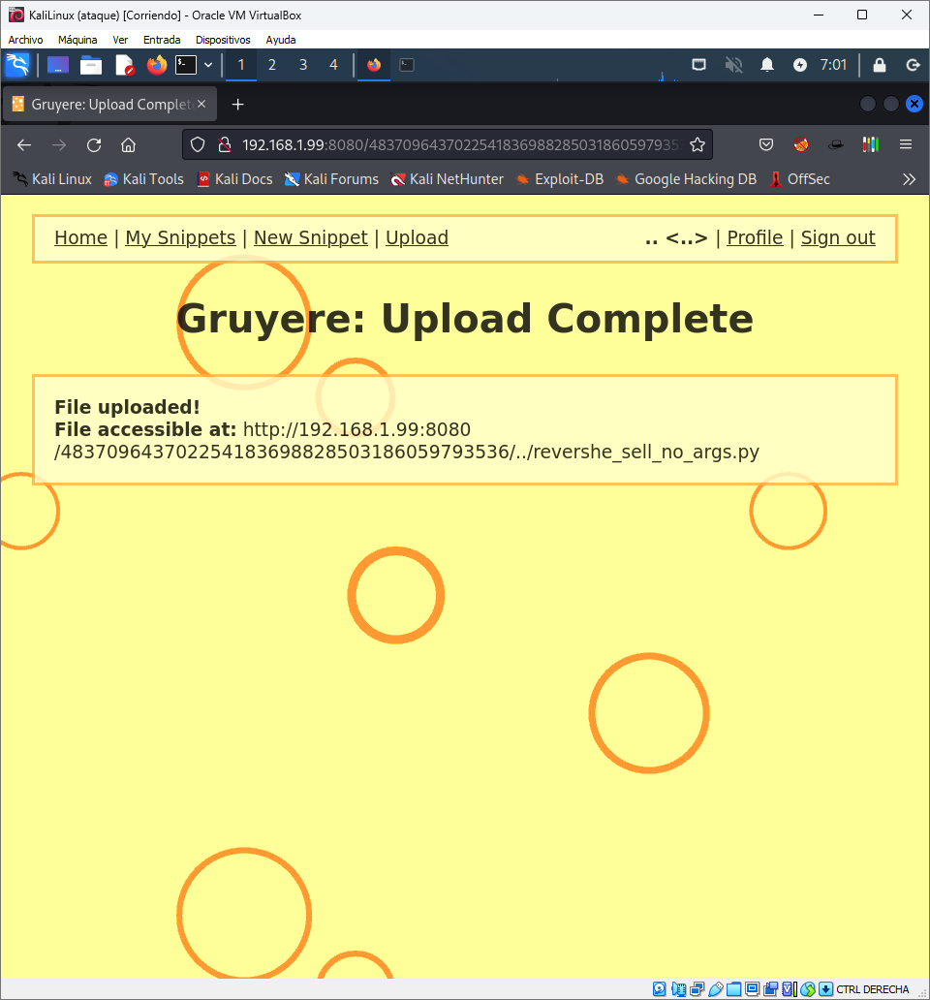 KaliLinux (ataque) [Corriendo] - Oracle VM VirtualBox
Archivo Máquina Ver Entrada Dispositivos Ayuda
1 2 3 4 7:01
Gruyere: Upload Complet
192.168.1.99:8080/4837096437022541836988285031860597935
Kali Linux Kali Tools Kali Docs Kali Forums Kali NetHunter Exploit-DB Google Hacking DB OffSec
Home | My Snippets | New Snippet | Upload .. <..> | Profile | Sign out
Gruyere: Upload Complete
File uploaded!
File accessible at: http://192.168.1.99:8080
/483709643702254183698828503186059793536/../revershe_sell_no_args.py
CTRL DERECHA